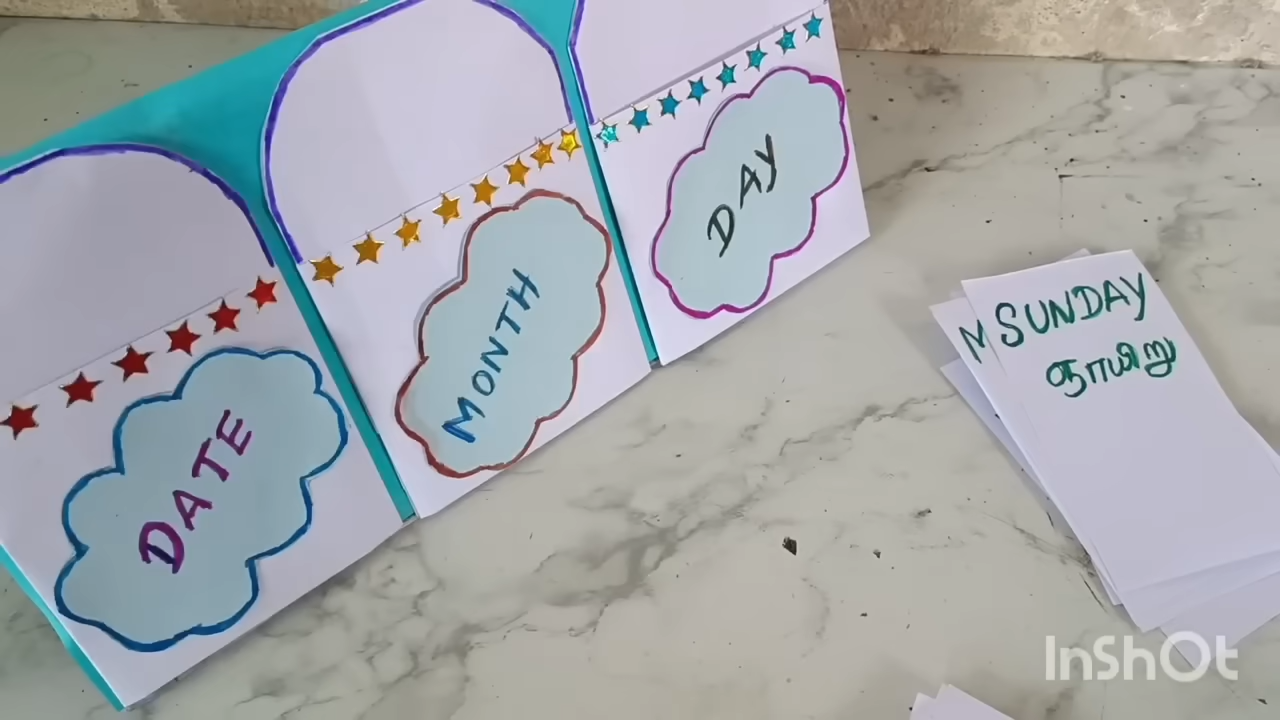 DATE
MONTH
DAY
M
SUNDAY
ஞாயிறு
InShOt